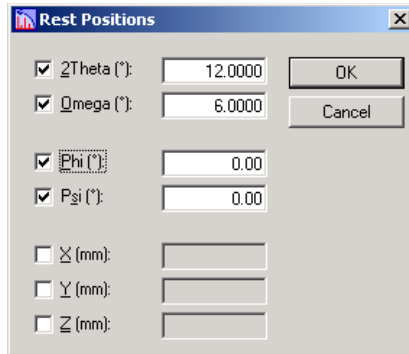 Rest Positions
2Theta (°): 12.0000 OK
Omega (°): 6.0000 Cancel
Phi (°): 0.00
Psi (°): 0.00
X (mm):
Y (mm):
Z (mm):